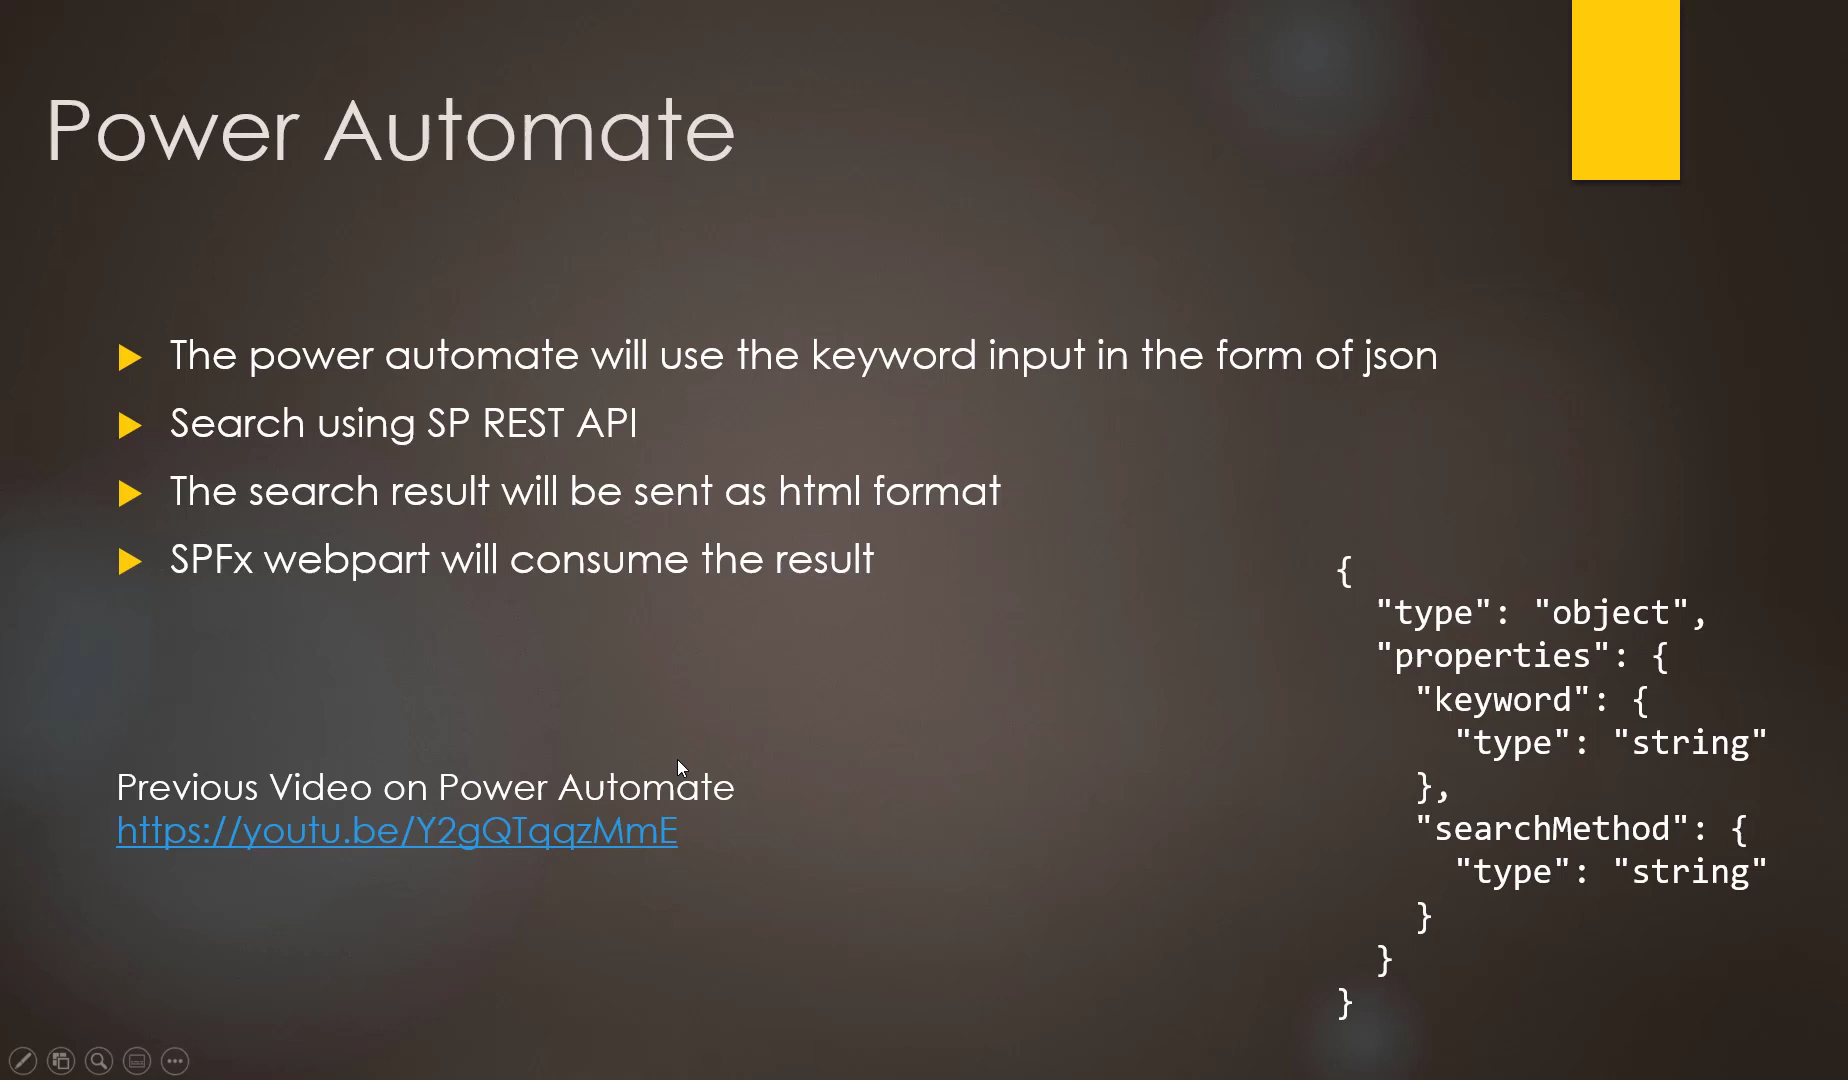 Power Automate
The power automate will use the keyword input in the form of json
Search using SP REST API
The search result will be sent as html format
SPFx webpart will consume the result
{
"type": "object",
"properties": {
"keyword": {
"type": "string"
},
"searchMethod": {
"type": "string"
}
}
}
Previous Video on Power Automate
https://youtu.be/Y2gQTqqzMmE